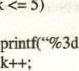 k <= 5)
printf("%3d
k++;